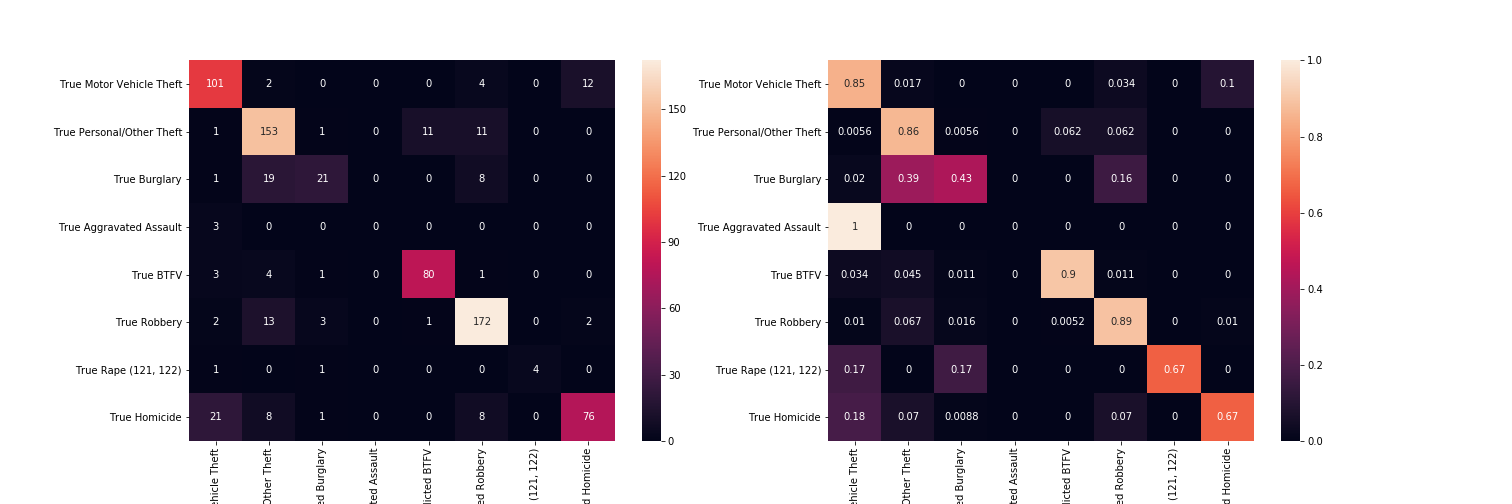 True Motor Vehicle Theft 101 2 0 0 0 4 0 12
True Personal/Other Theft 1 153 1 0 11 11 0 0
True Burglary 1 19 21 0 0 8 0 0
True Aggravated Assault 3 0 0 0 0 0 0 0
True BTFV 3 4 1 0 80 1 0 0
True Robbery 2 13 3 0 1 172 0 2
True Rape (121, 122) 1 0 1 0 0 0 4 0
True Homicide 21 8 1 0 0 8 0 76
150
120
90
60
30
0
Theft
Other Theft
Burglary
Assault
BTFV
Robbery
(121, 122)
Homicide
True Motor Vehicle Theft 0.85 0.017 0 0 0 0.034 0 0.1
True Personal/Other Theft 0.0056 0.86 0.0056 0 0.062 0.062 0 0
True Burglary 0.02 0.39 0.43 0 0 0.16 0 0
True Aggravated Assault 1 0 0 0 0 0 0 0
True BTFV 0.034 0.045 0.011 0 0.9 0.011 0 0
True Robbery 0.01 0.067 0.016 0 0.0052 0.89 0 0.01
True Rape (121, 122) 0.17 0 0.17 0 0 0 0.67 0
True Homicide 0.18 0.07 0.0088 0 0 0.07 0 0.67
1.0
0.8
0.6
0.4
0.2
0.0
Theft
Other Theft
Burglary
Assault
BTFV
Robbery
(121, 122)
Homicide